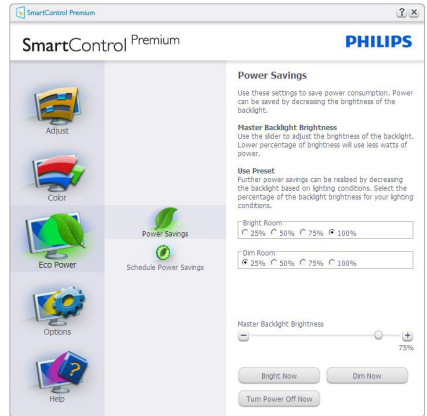 SmartControl Premium
? ×
SmartControl Premium
PHILIPS
Adjust
Color
Eco Power
Options
Help
Power Savings
Schedule Power Savings
Power Savings
Use these settings to save power consumption. Power
can be saved by decreasing the brightness of the
backlight.
Master Backlight Brightness
Use the slider to adjust the brightness of the backlight.
Lower percentage of brightness will use less watts of
power.
Use Preset
Further power savings can be realized by decreasing
the backlight based on lighting conditions. Select the
percentage of the backlight brightness for your lighting
conditions.
Bright Room
25% 50% 75% 100%
Dim Room
25% 50% 75% 100%
Master Backlight Brightness
75%
Bright Now Dim Now
Turn Power Off Now